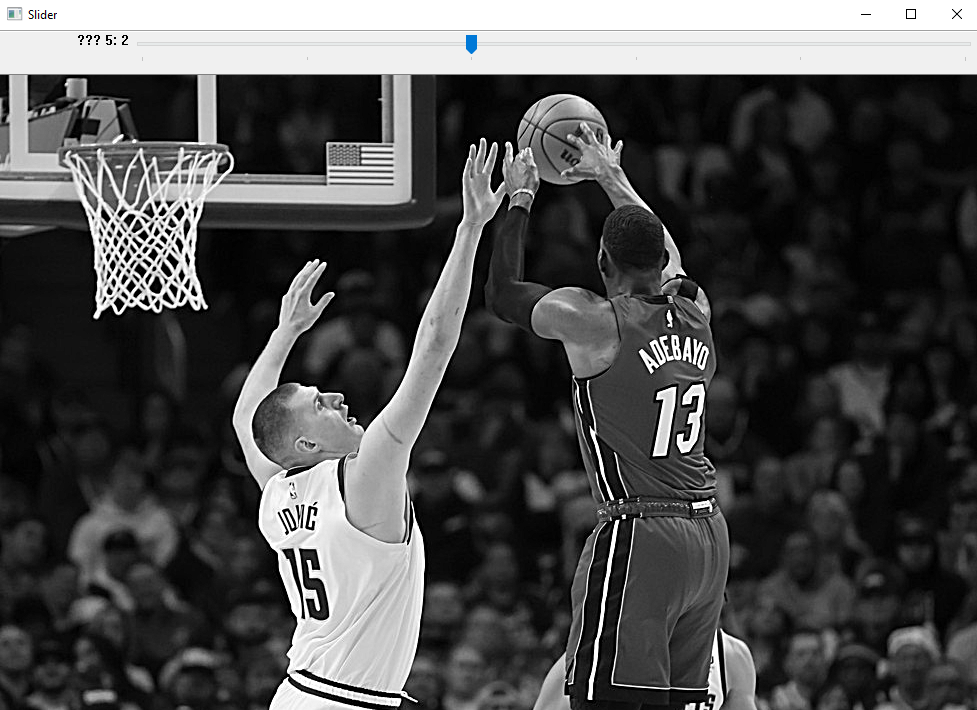 Slider
??? 5: 2
ADEBAYO
13
JOKIĆ
15